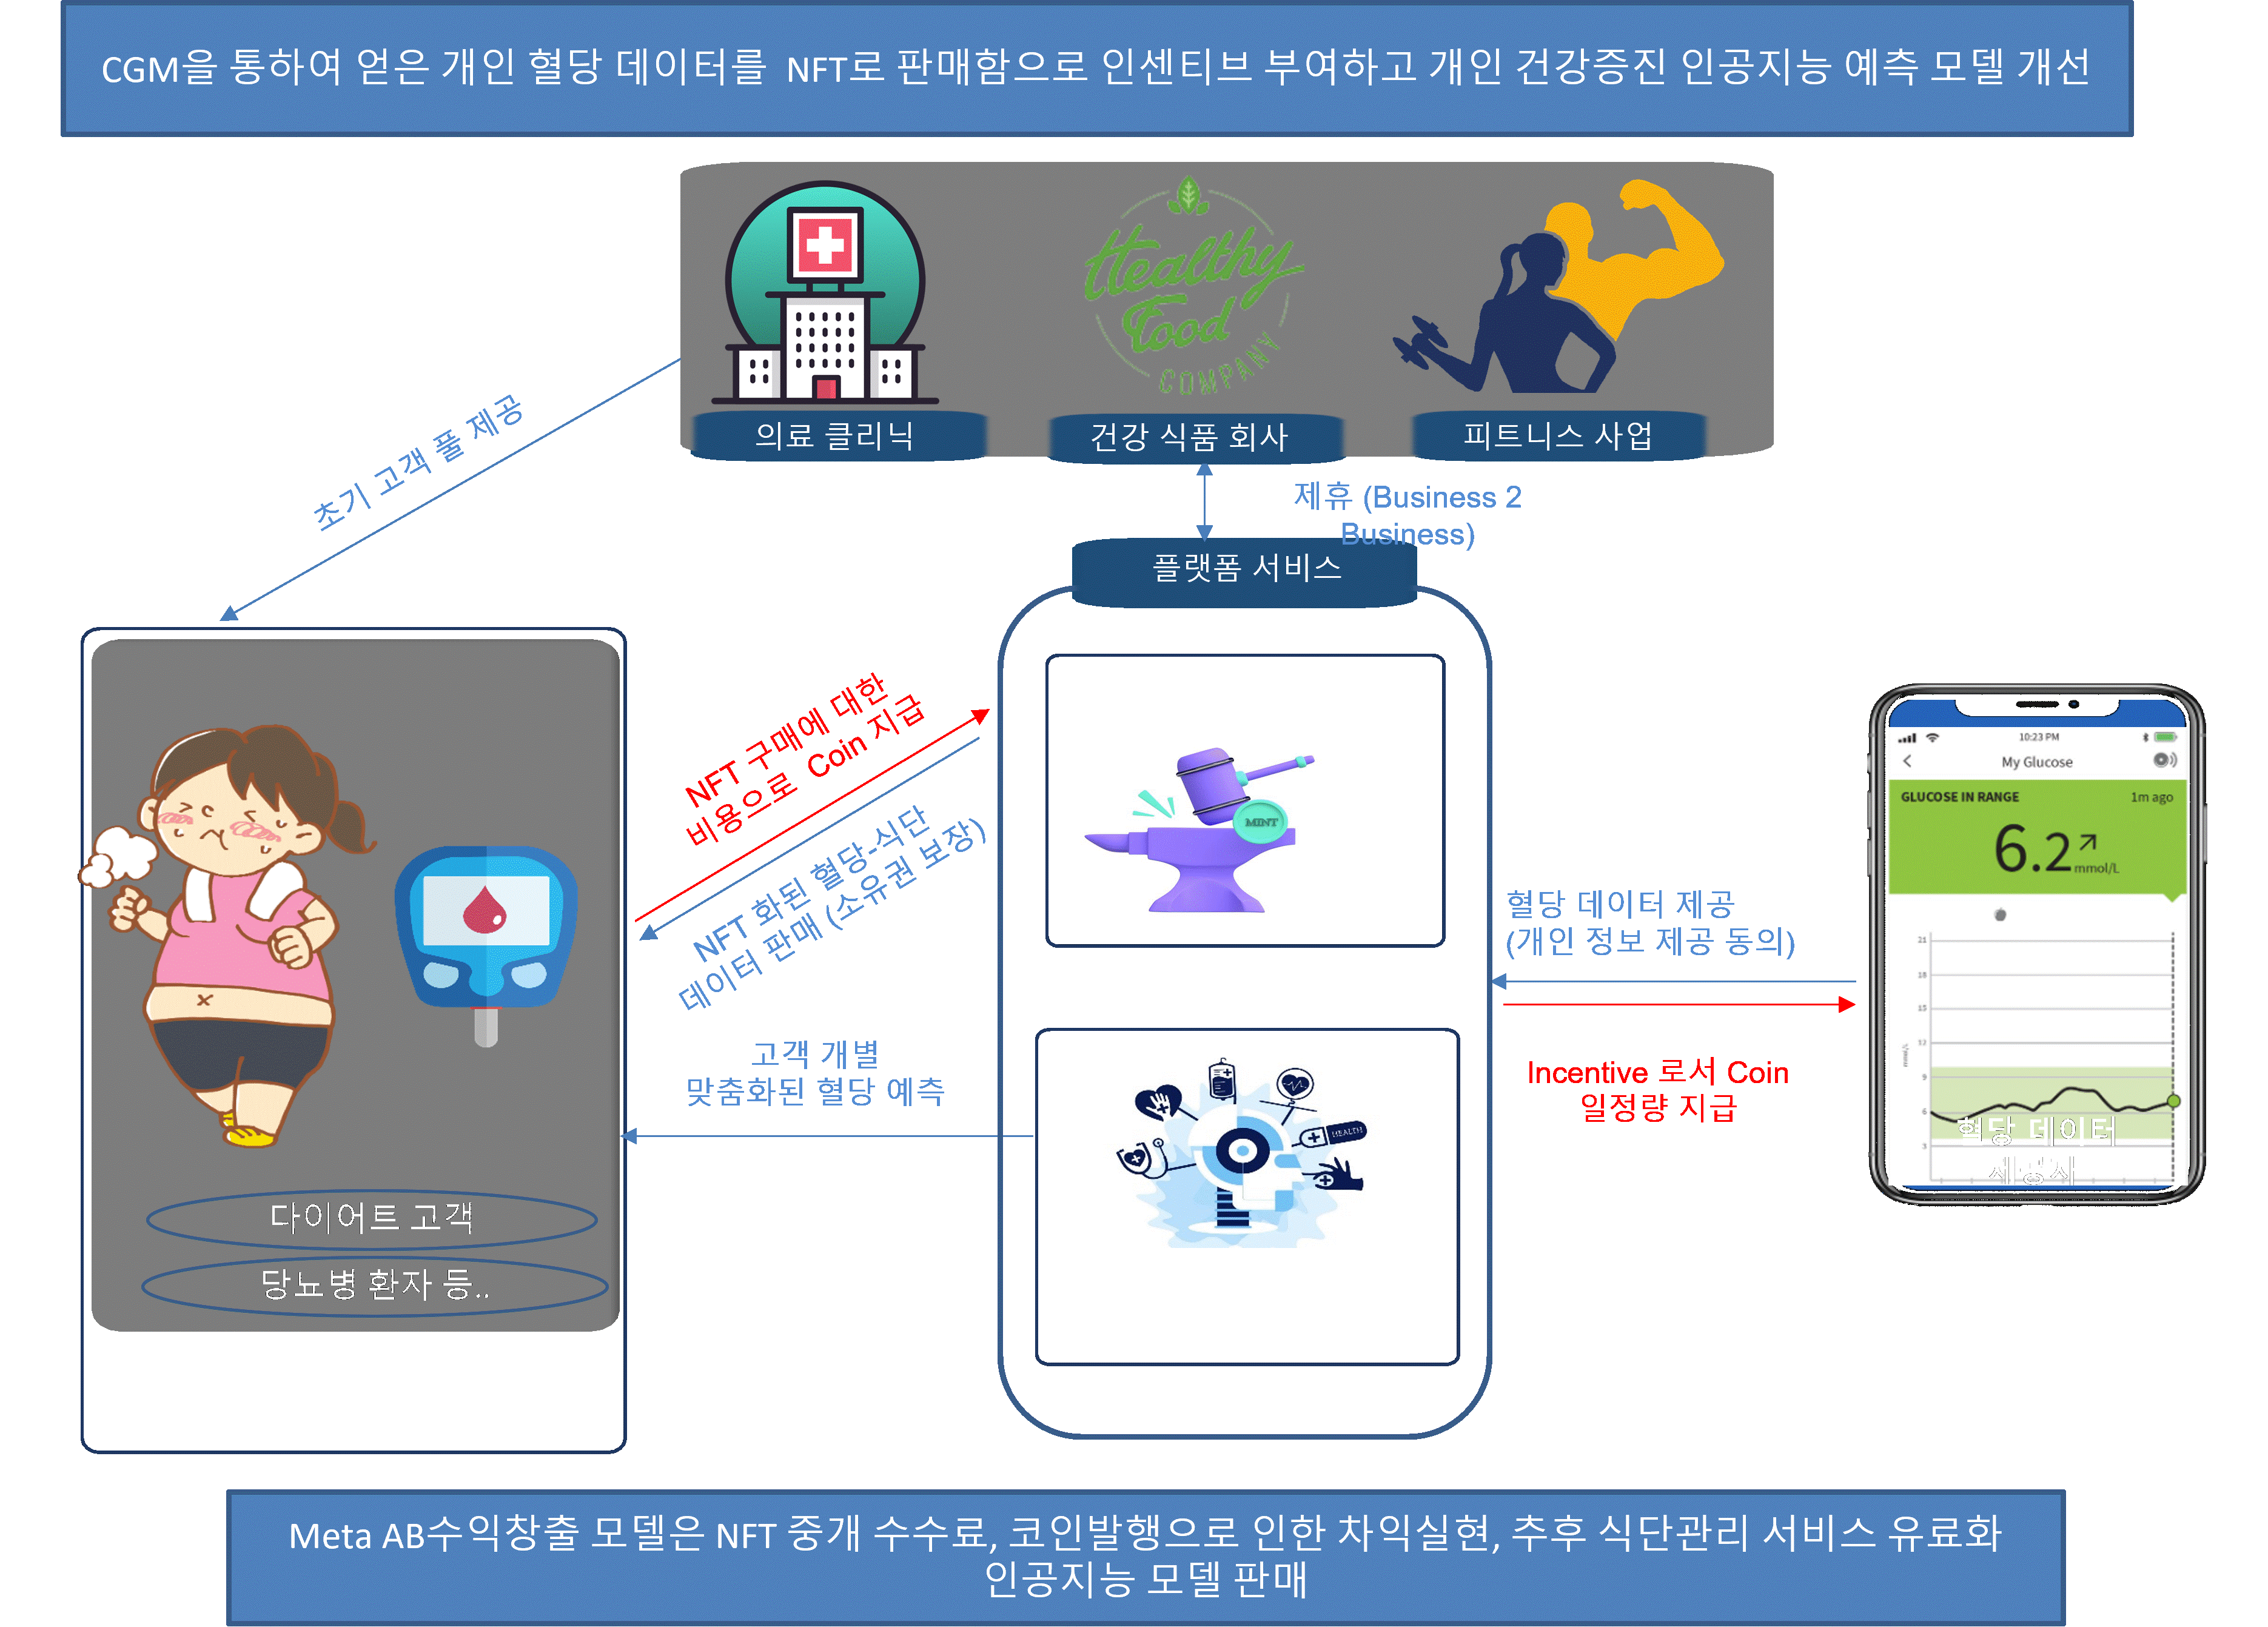 CGM을 통하여 얻은 개인 혈당 데이터를 NFT로 판매함으로 인센티브 부여하고 개인 건강증진 인공지능 예측 모델 개선
Healthy
Food
COMPANY
의료 클리닉
건강 식품 회사
피트니스 사업
초기 고객 풀 제공
제휴 (Business 2
Business)
플랫폼 서비스
NFT 구매에 대한
비용으로 Coin 지급
NFT 화된 혈당-식단
데이터 판매 (소유권 보장)
MINT
고객 개별
맞춤화된 혈당 예측
HEALTH
다이어트 고객
당뇨병 환자 등..
혈당 데이터 제공
(개인 정보 제공 동의)
Incentive 로서 Coin
일정량 지급
10:23 PM
My Glucose
GLUCOSE IN RANGE
1m ago
6.2
mmol/L
21
18
15
12
9
6
3
mmol/L
혈당 데이터
제공자
Meta AB수익창출 모델은 NFT 중개 수수료, 코인발행으로 인한 차익실현, 추후 식단관리 서비스 유료화
인공지능 모델 판매